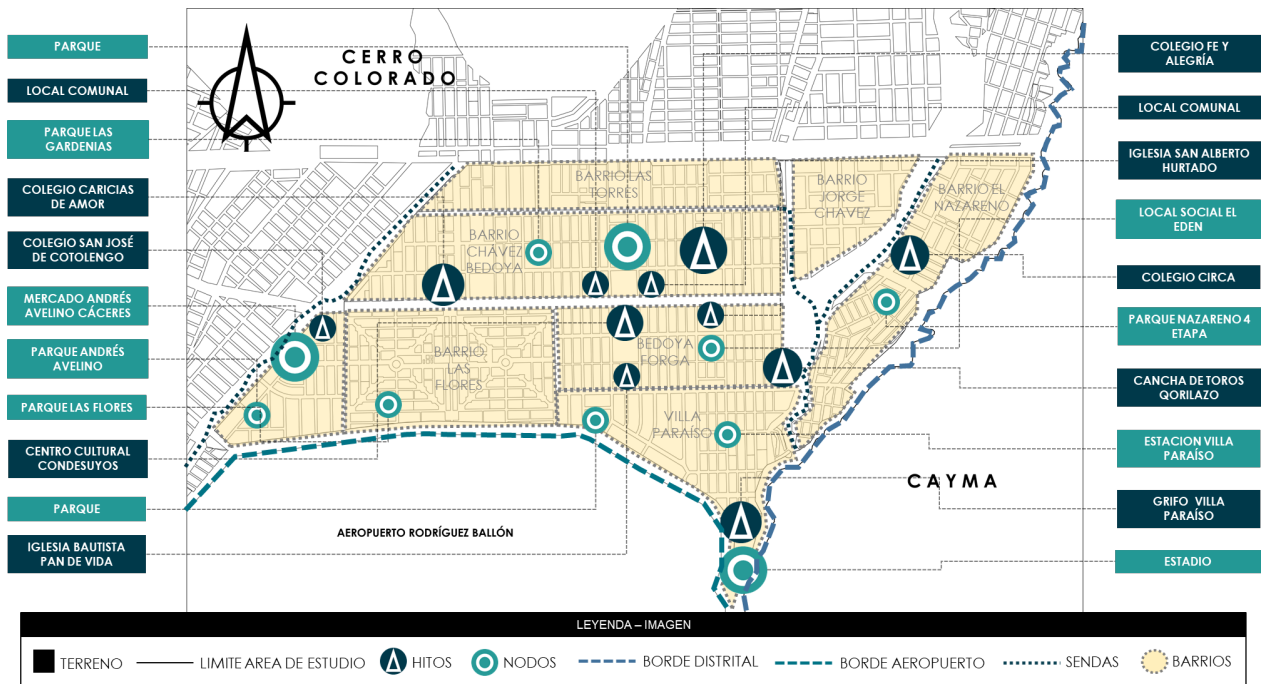 PARQUE
LOCAL COMUNAL
PARQUE LAS
GARDENIAS
COLEGIO CARICIAS
DE AMOR
COLEGIO SAN JOSÉ
DE COTOLENGO
MERCADO ANDRÉS
AVELINO CÁCERES
PARQUE ANDRÉS
AVELINO
PARQUE LAS FLORES
CENTRO CULTURAL
CONDESUYOS
PARQUE
IGLESIA BAUTISTA
PAN DE VIDA
CERRO
COLORADO
BARRIO LAS
TORRES
BARRIO
JORGE
CHAVEZ
BARRIO EL
NAZARENO
BARRIO
CHÁVEZ
BEDOYA
BARRIO
LAS
FLORES
BEDOYA
FORGA
VILLA
PARAÍSO
CAYMA
AEROPUERTO RODRÍGUEZ BALLÓN
COLEGIO FE Y
ALEGRÍA
LOCAL COMUNAL
IGLESIA SAN ALBERTO
HURTADO
LOCAL SOCIAL EL
EDEN
COLEGIO CIRCA
PARQUE NAZARENO 4
ETAPA
CANCHA DE TOROS
QORILAZO
ESTACION VILLA
PARAÍSO
GRIFO VILLA
PARAÍSO
ESTADIO
LEYENDA – IMAGEN
TERRENO
LIMITE AREA DE ESTUDIO
HITOS
NODOS
BORDE DISTRITAL
BORDE AEROPUERTO
SENDAS
BARRIOS